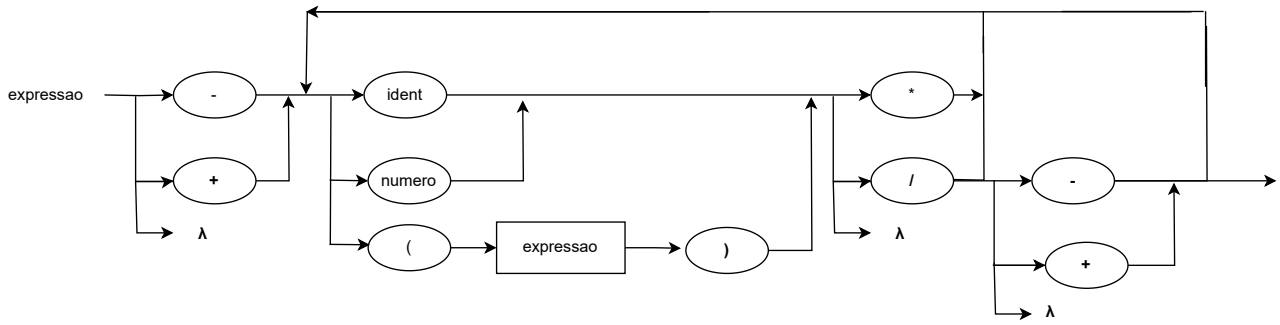 expressao - ident *
+ numero / -
λ ( expressao ) λ +
λ